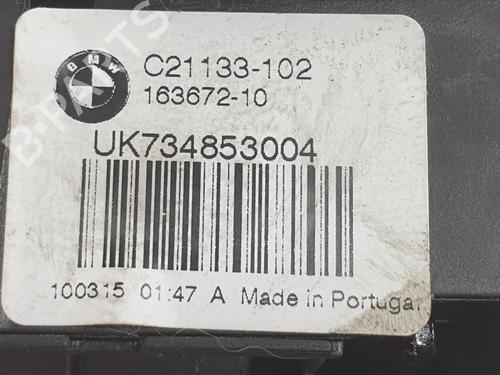 BMW
C21133-102
163672-10
UK734853004
100315 01:47 A Made in Portugal
B-PARTS